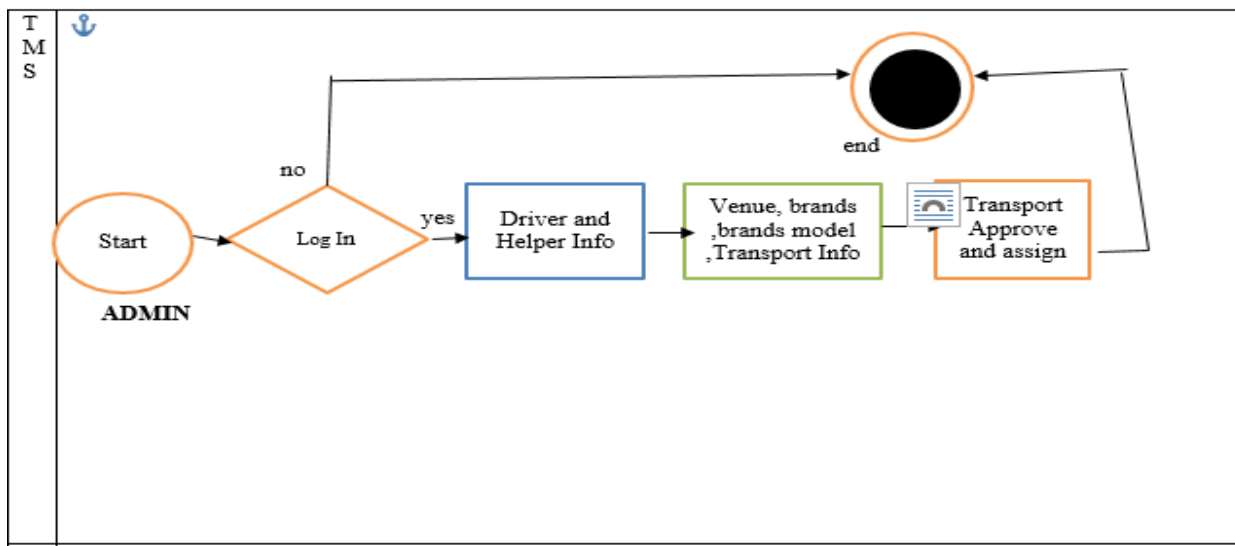 T
M
S
end
no
Start
Log In
yes
Driver and
Helper Info
Venue, brands
,brands model
,Transport Info
Transport
Approve
and assign
ADMIN